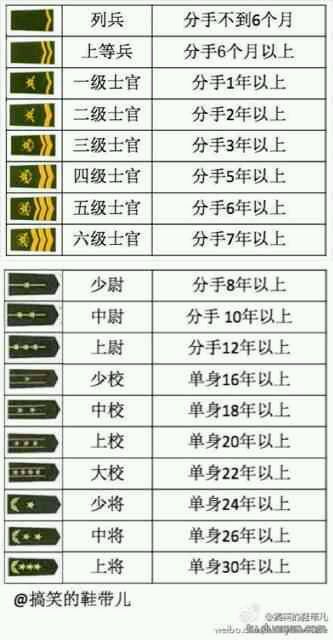 列兵 分手不到6个月
上等兵 分手6个月以上
一级士官 分手1年以上
二级士官 分手2年以上
三级士官 分手3年以上
四级士官 分手5年以上
五级士官 分手6年以上
六级士官 分手7年以上
少尉 分手8年以上
中尉 分手 10年以上
上尉 分手12年以上
少校 单身16年以上
中校 单身18年以上
上校 单身20年以上
大校 单身22年以上
少将 单身24年以上
中将 单身26年以上
上将 单身30年以上
@搞笑的鞋带儿
@搞笑的鞋带儿